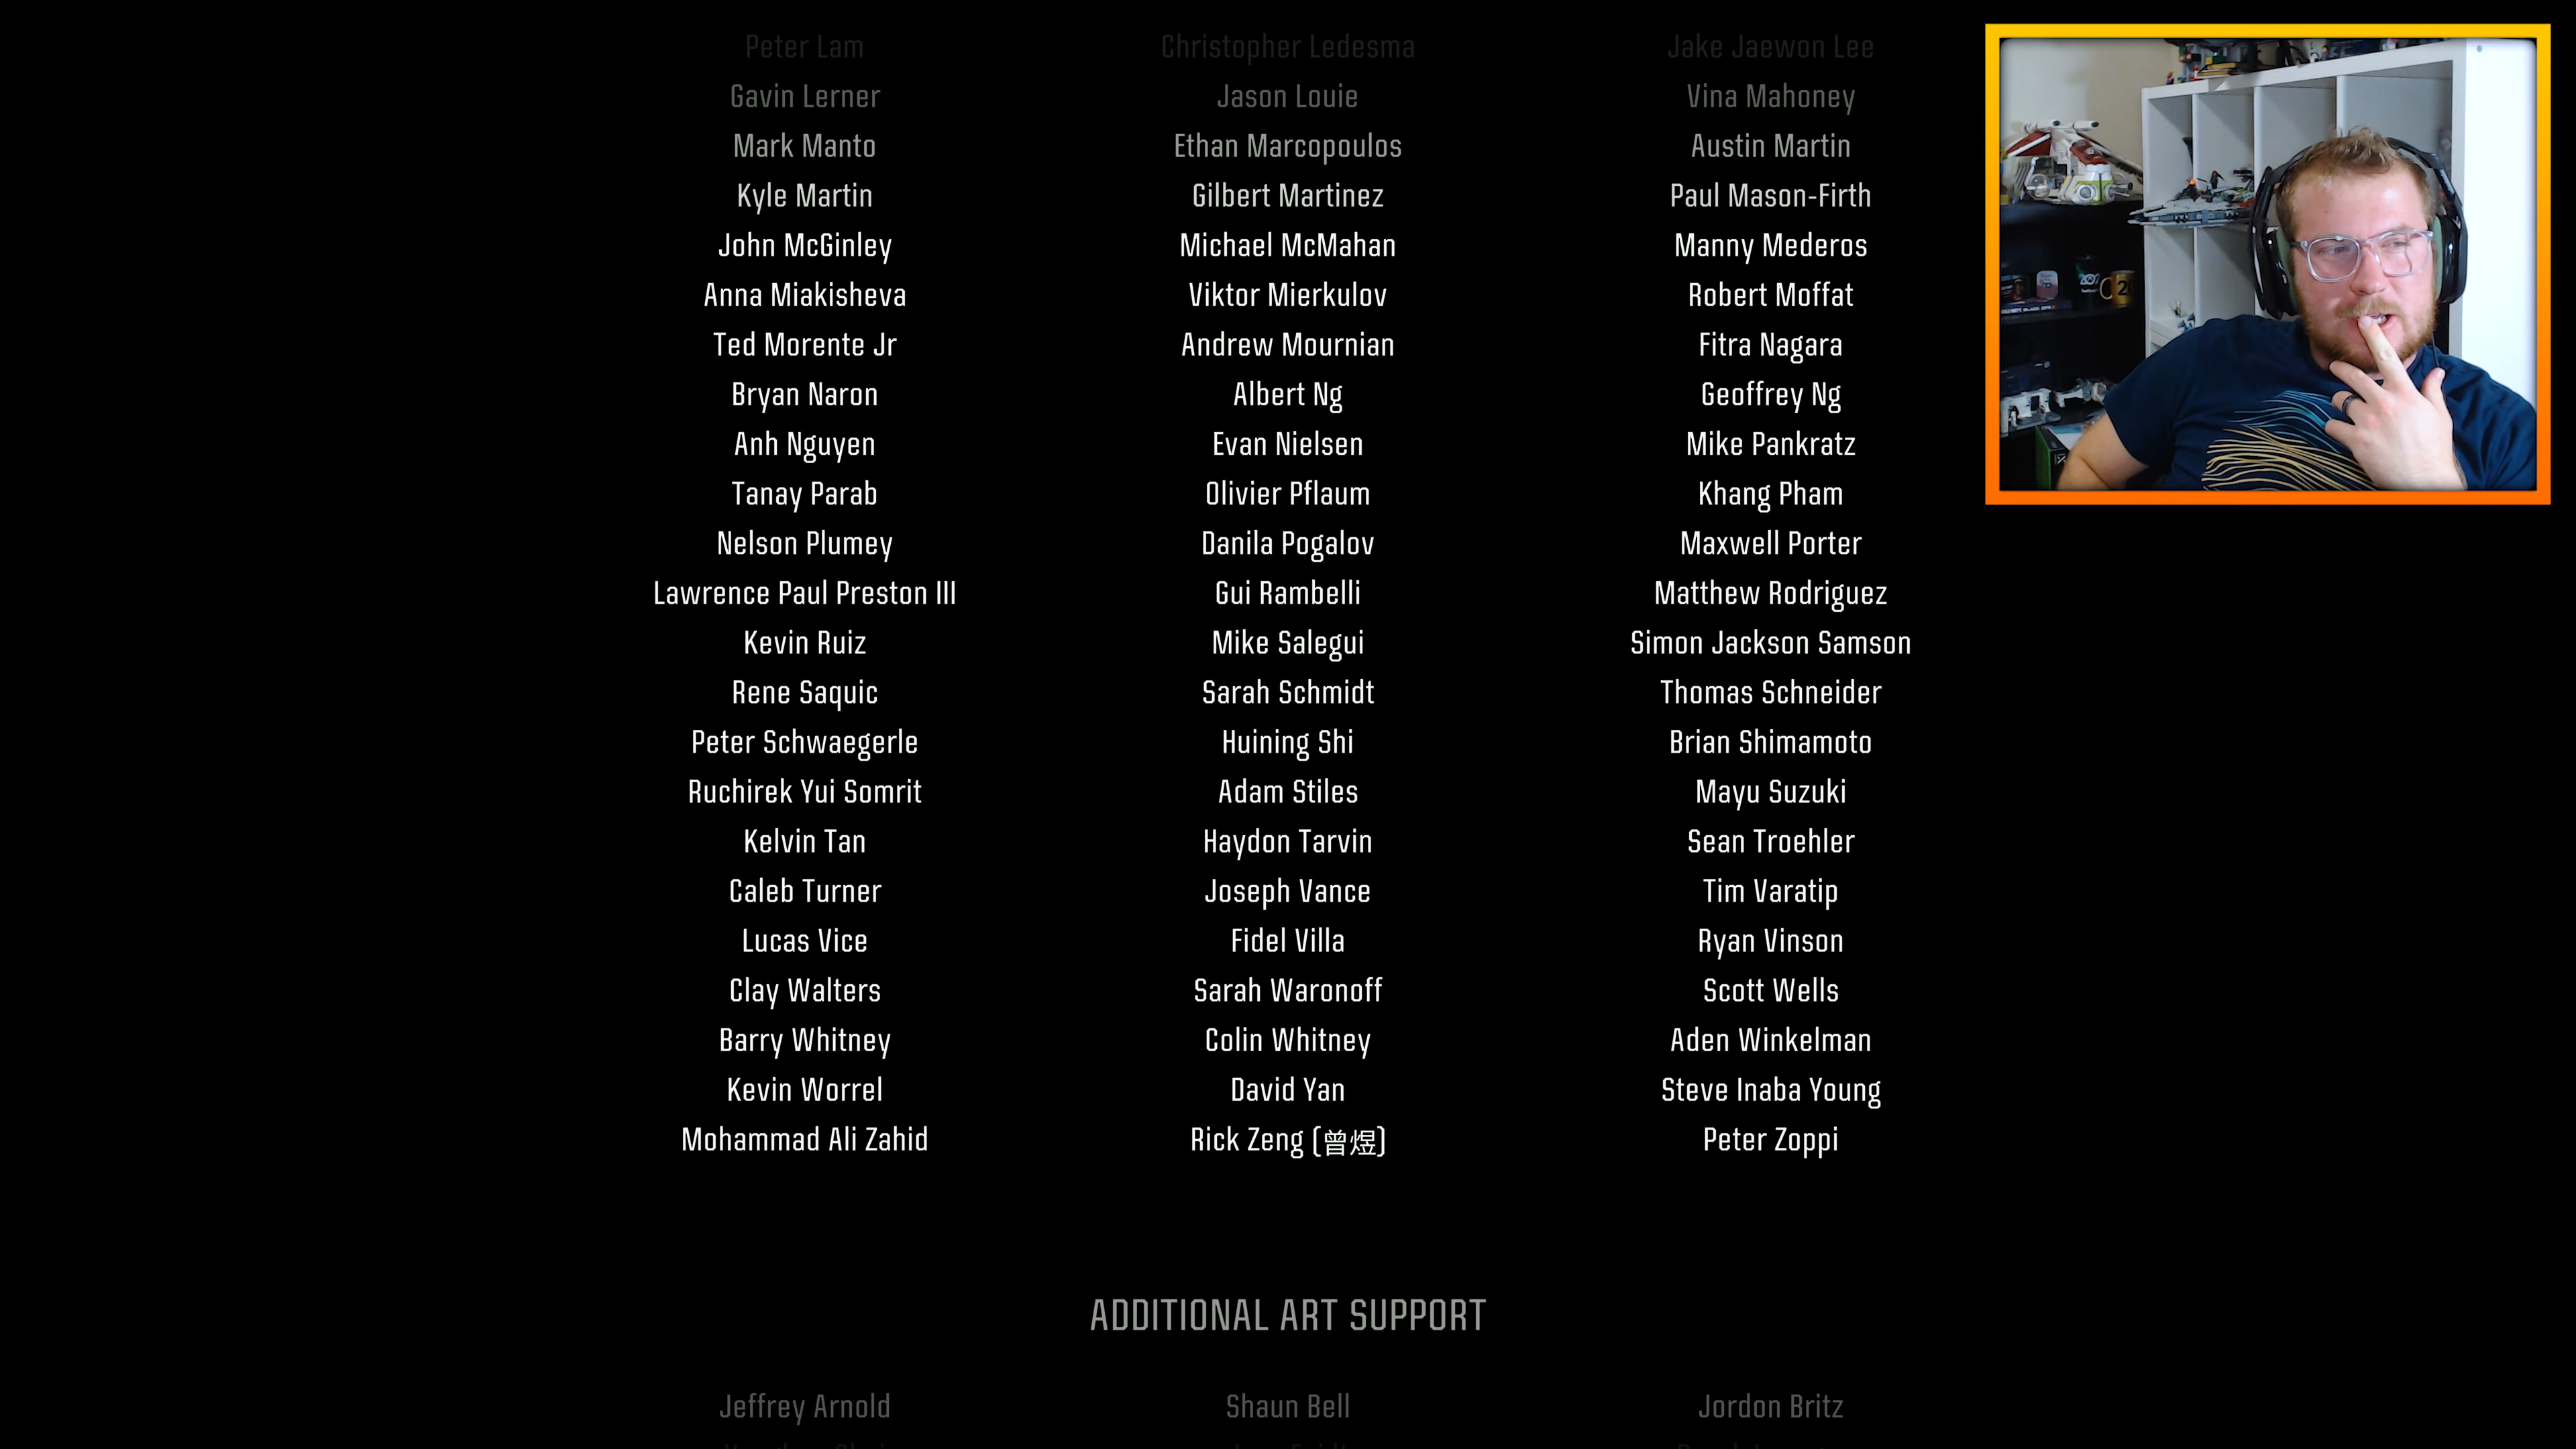 Peter Lam Christopher Ledesma Jake Jaewon Lee
Gavin Lerner Jason Louie Vina Mahoney
Mark Manto Ethan Marcopoulos Austin Martin
Kyle Martin Gilbert Martinez Paul Mason-Firth
John McGinley Michael McMahan Manny Mederos
Anna Miakisheva Viktor Mierkulov Robert Moffat
Ted Morente Jr Andrew Mournian Fitra Nagara
Bryan Naron Albert Ng Geoffrey Ng
Anh Nguyen Evan Nielsen Mike Pankratz
Tanay Parab Olivier Pflaum Khang Pham
Nelson Plumey Danila Pogalov Maxwell Porter
Lawrence Paul Preston III Gui Rambelli Matthew Rodriguez
Kevin Ruiz Mike Salegui Simon Jackson Samson
Rene Saquic Sarah Schmidt Thomas Schneider
Peter Schwaegerle Huining Shi Brian Shimamoto
Ruchirek Yui Somrit Adam Stiles Mayu Suzuki
Kelvin Tan Haydon Tarvin Sean Troehler
Caleb Turner Joseph Vance Tim Varatip
Lucas Vice Fidel Villa Ryan Vinson
Clay Walters Sarah Waronoff Scott Wells
Barry Whitney Colin Whitney Aden Winkelman
Kevin Worrel David Yan Steve Inaba Young
Mohammad Ali Zahid Rick Zeng (曾煜) Peter Zoppi
ADDITIONAL ART SUPPORT
Jeffrey Arnold Shaun Bell Jordon Britz